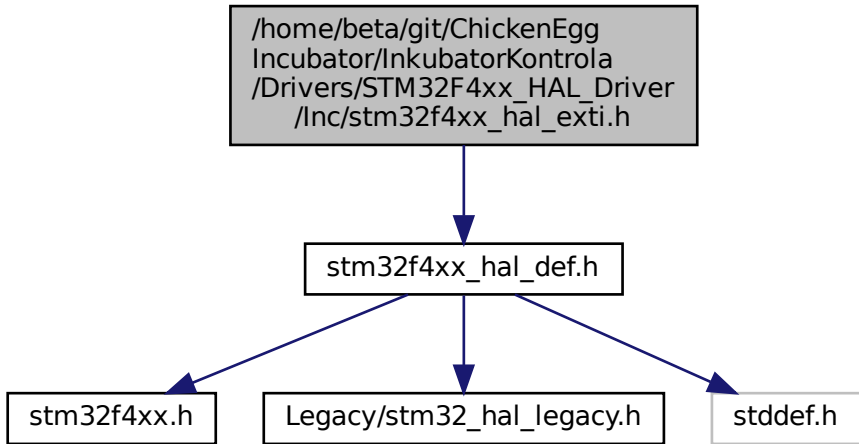 /home/beta/git/ChickenEgg
Incubator/InkubatorKontrola
/Drivers/STM32F4xx_HAL_Driver
/Inc/stm32f4xx_hal_exti.h
stm32f4xx_hal_def.h
stm32f4xx.h
Legacy/stm32_hal_legacy.h
stddef.h